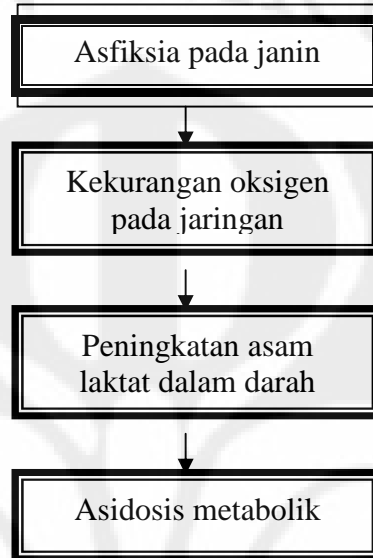 Asfiksia pada janin
Kekurangan oksigen
pada jaringan
Peningkatan asam
laktat dalam darah
Asidosis metabolik